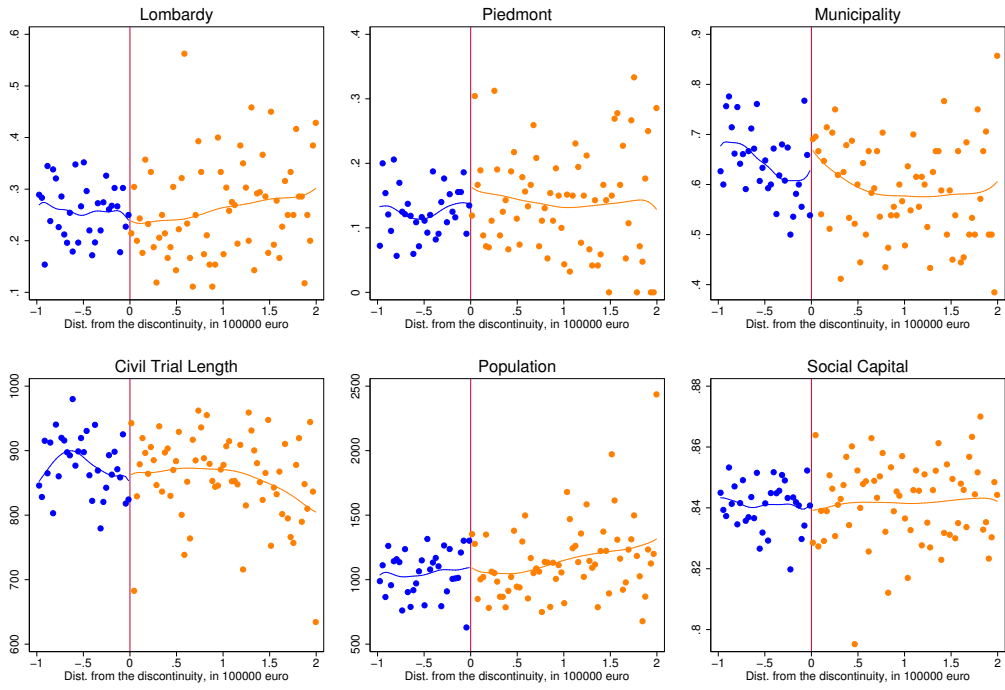 Lombardy
.6
.5
.4
.3
.2
.1
−1 −.5 0 .5 1 1.5 2
Dist. from the discontinuity, in 100000 euro
Piedmont
.4
.3
.2
.1
0
−1 −.5 0 .5 1 1.5 2
Dist. from the discontinuity, in 100000 euro
Municipality
.9
.8
.7
.6
.5
.4
−1 −.5 0 .5 1 1.5 2
Dist. from the discontinuity, in 100000 euro
Civil Trial Length
1000
900
800
700
600
−1 −.5 0 .5 1 1.5 2
Dist. from the discontinuity, in 100000 euro
Population
2500
2000
1500
1000
500
−1 −.5 0 .5 1 1.5 2
Dist. from the discontinuity, in 100000 euro
Social Capital
.88
.86
.84
.82
.8
−1 −.5 0 .5 1 1.5 2
Dist. from the discontinuity, in 100000 euro